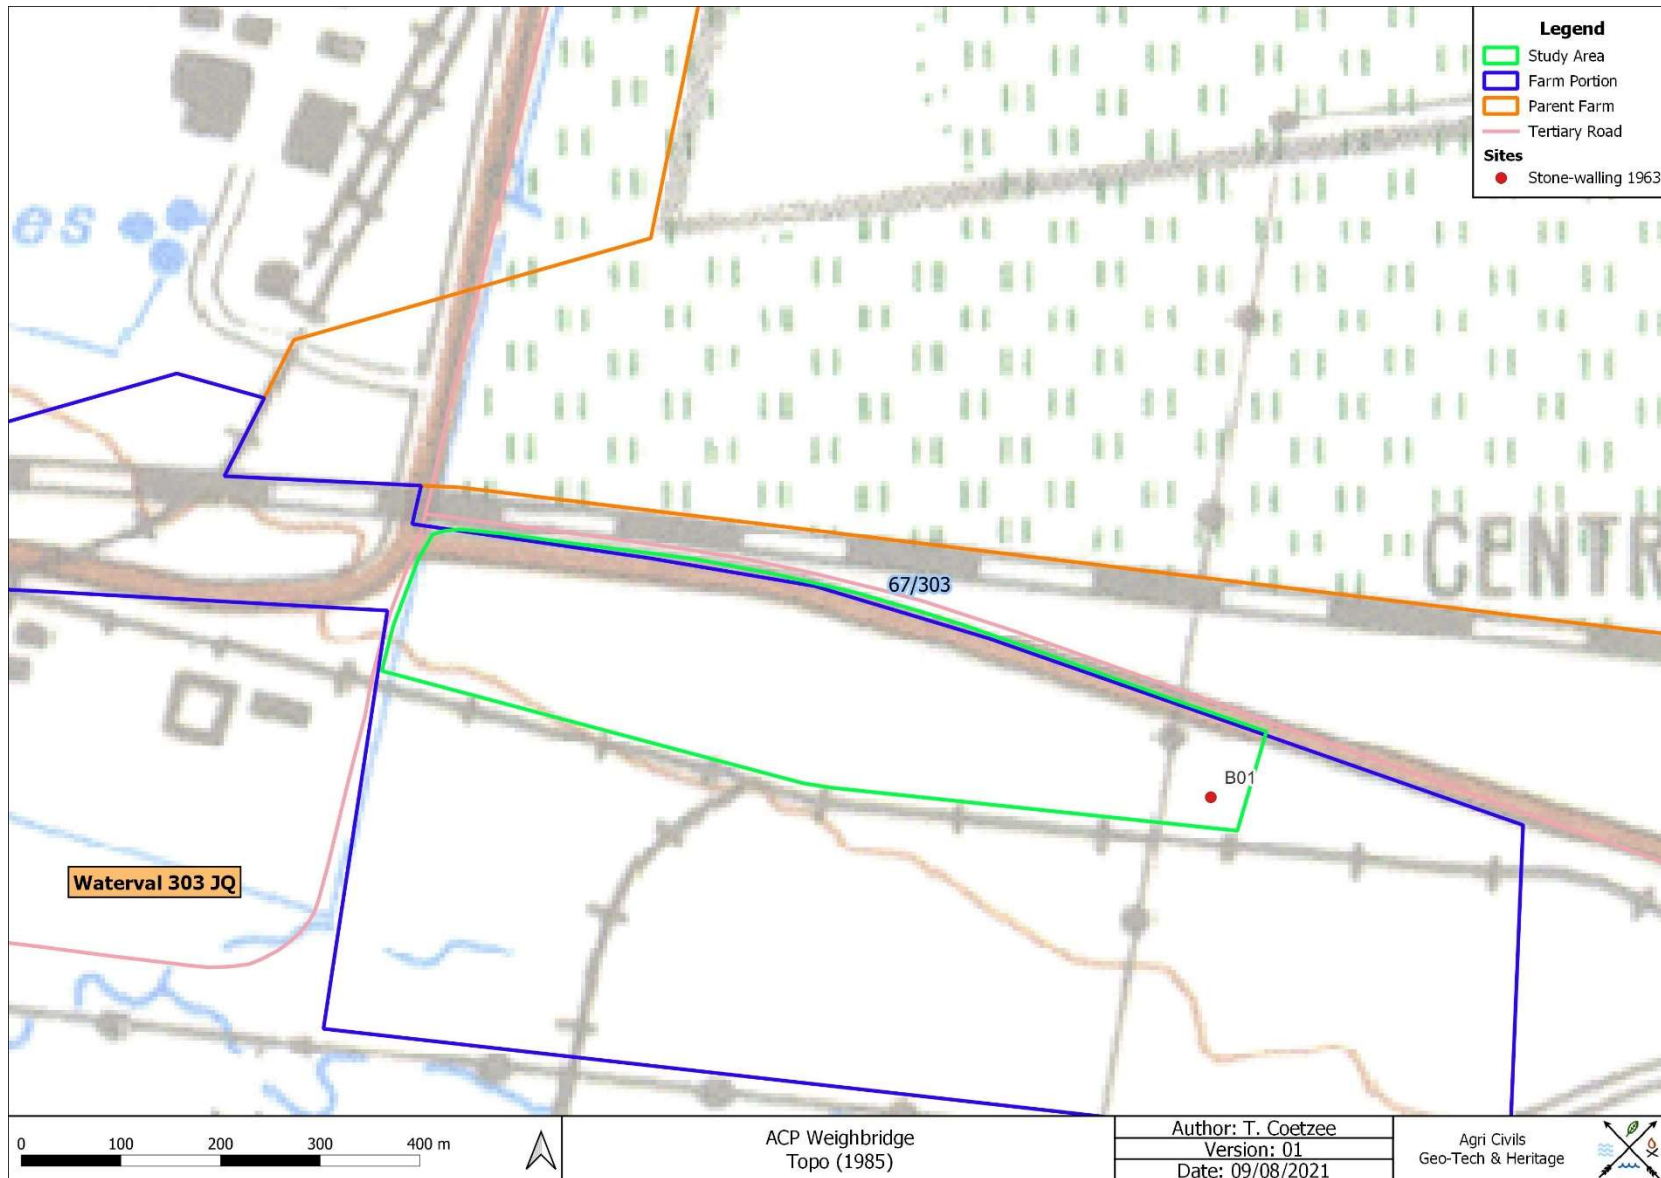 Legend
Study Area
Farm Portion
Parent Farm
Tertiary Road
Sites
Stone-walling 1963
es
CENTR
67/303
B01
Waterval 303 JQ
0 100 200 300 400 m
ACP Weighbridge
Topo (1985)
Author: T. Coetzee
Version: 01
Date: 09/08/2021
Agri Civils
Geo-Tech & Heritage